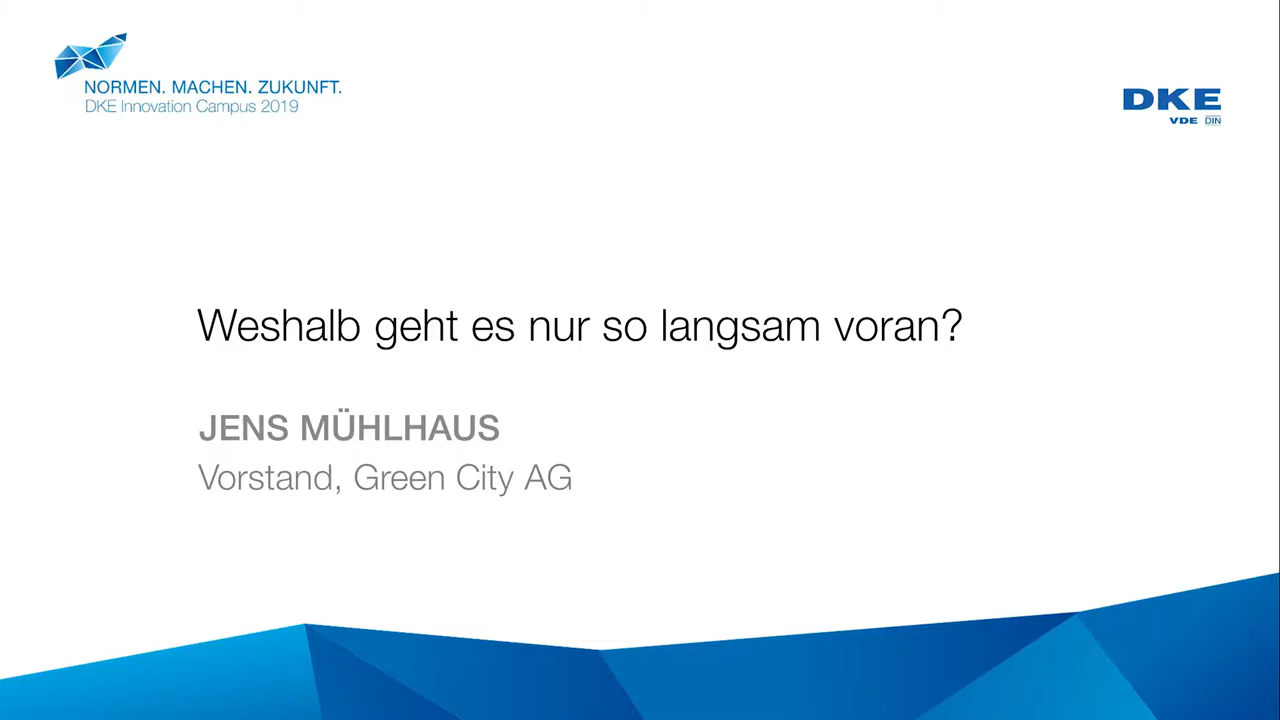 NORMEN. MACHEN. ZUKUNFT.
DKE Innovation Campus 2019
DKE
VDE DIN
Weshalb geht es nur so langsam voran?
JENS MÜHLHAUS
Vorstand, Green City AG